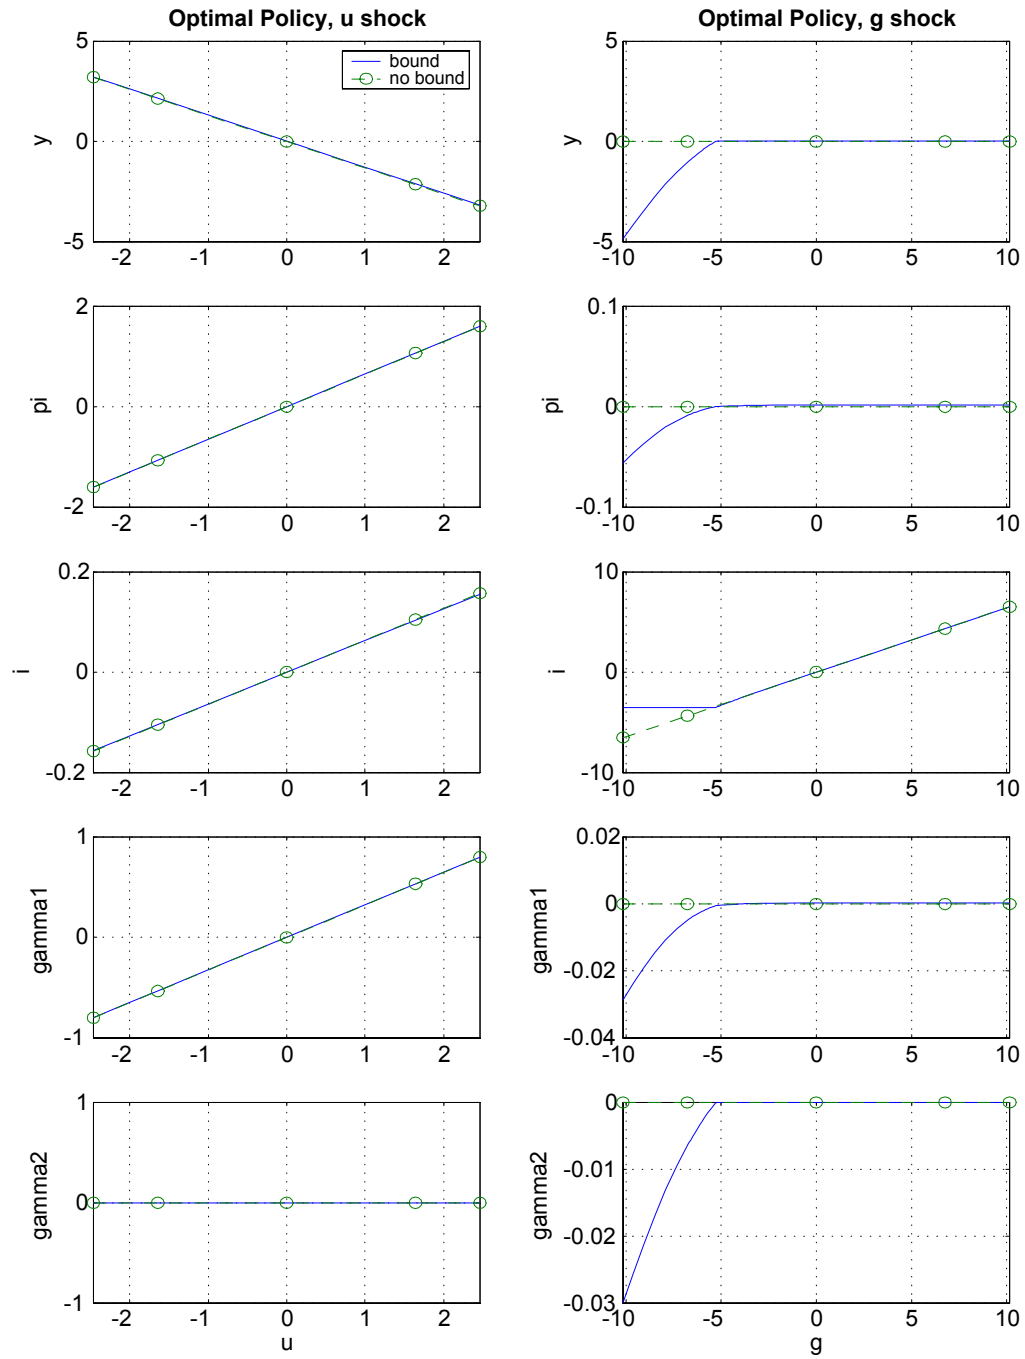 Optimal Policy, u shock
5
0
-5
y
-2 -1 0 1 2
bound
no bound
Optimal Policy, g shock
5
0
-5
y
-10 -5 0 5 10
2
0
-2
pi
-2 -1 0 1 2
0.1
0
-0.1
pi
-10 -5 0 5 10
0.2
0
-0.2
i
-2 -1 0 1 2
10
0
-10
i
-10 -5 0 5 10
1
0
-1
gamma1
-2 -1 0 1 2
0.02
0
-0.02
-0.04
gamma1
-10 -5 0 5 10
1
0
-1
gamma2
-2 -1 0 1 2
u
0
-0.01
-0.02
-0.03
gamma2
-10 -5 0 5 10
g